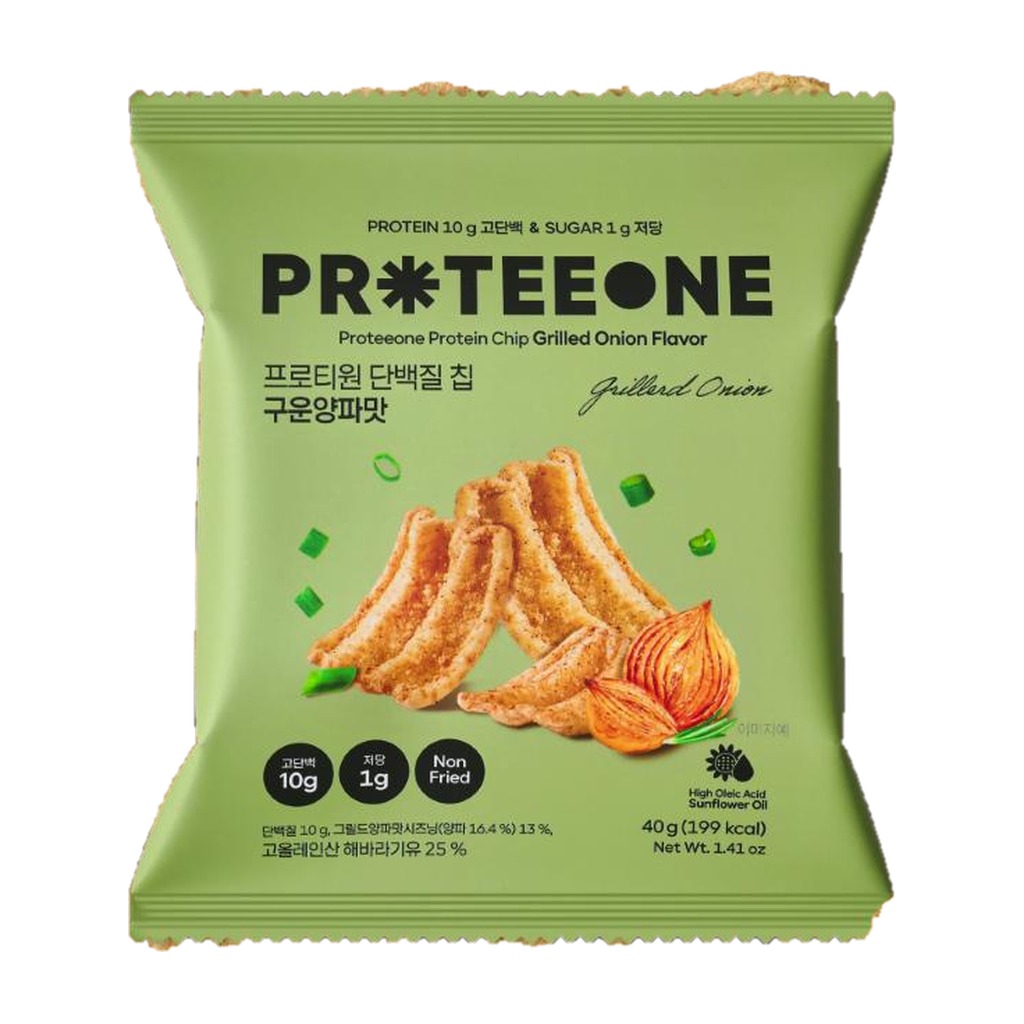 PROTEIN 10 g 고단백 & SUGAR 1 g 저당
PROTEEONE
Proteeone Protein Chip Grilled Onion Flavor
프로티원 단백질 칩
구운양파맛
Grillerd Onion
이미지예
고단백
10g
저당
1g
Non
Fried
High Oleic Acid
Sunflower Oil
단백질 10 g, 그릴드양파맛시즈닝(양파 16.4 %) 13 %,
고올레인산 해바라기유 25 %
40 g (199 kcal)
Net Wt. 1.41 oz